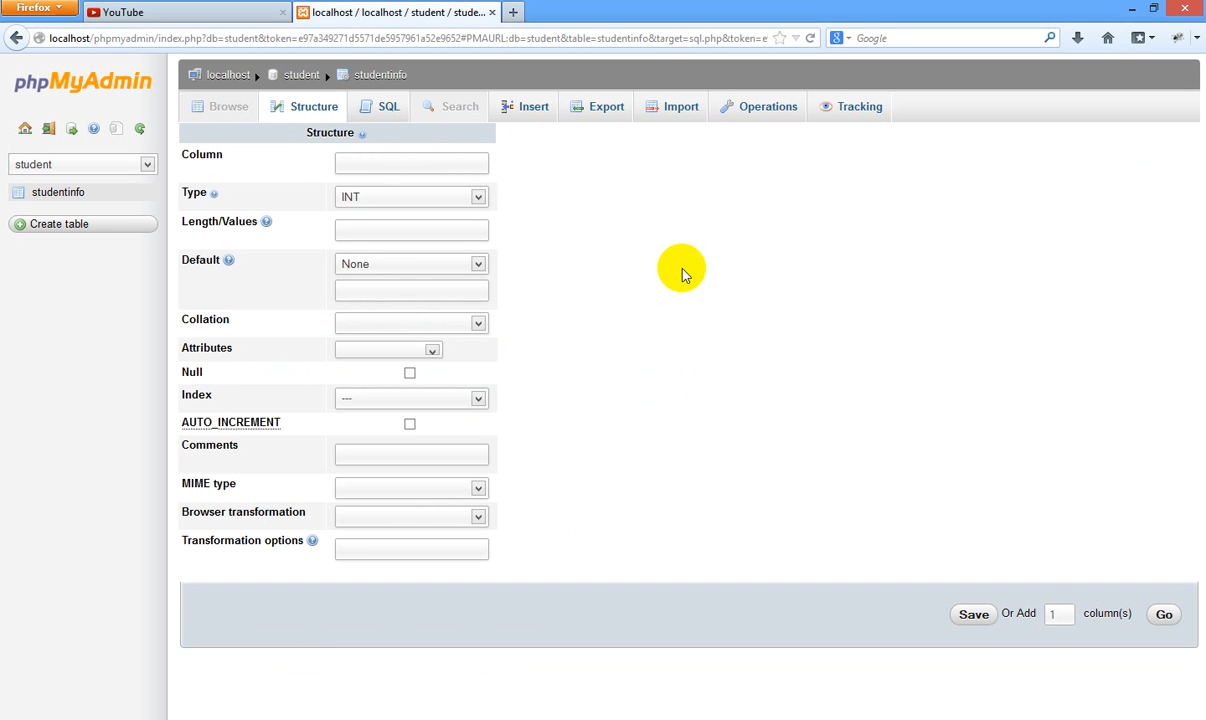 Firefox
YouTube
localhost / localhost / student / stude...
localhost/phpmyadmin/index.php?db=student&token=e97a349271d5571de5957961a52e9652#PMAURL:db=student&table=studentinfo&target=sql.php&token=e
Google
phpMyAdmin
localhost
student
studentinfo
Browse
Structure
SQL
Search
Insert
Export
Import
Operations
Tracking
student
studentinfo
Create table
Structure
Column
Type
INT
Length/Values
Default
None
Collation
Attributes
Null
Index
---
AUTO_INCREMENT
Comments
MIME type
Browser transformation
Transformation options
Save Or Add 1 column(s) Go